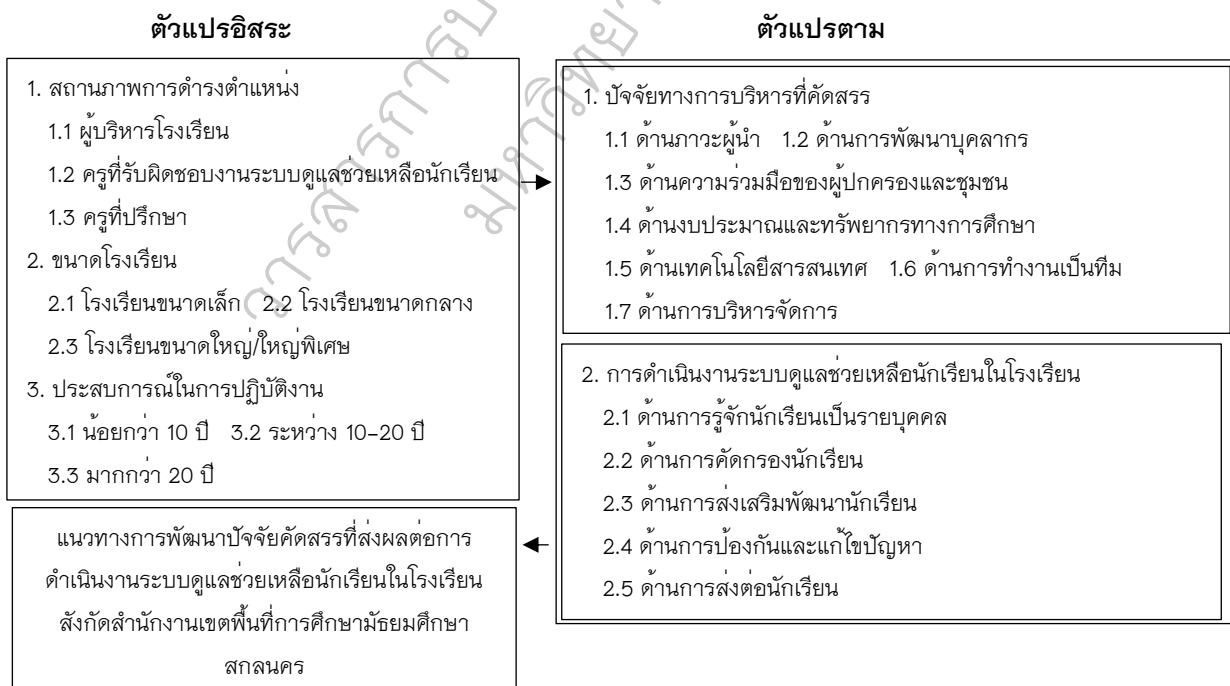 ตัวแปรอิสระ
1. สถานภาพการดำรงตำแหน่ง
1.1 ผู้บริหารโรงเรียน
1.2 ครูที่รับผิดชอบงานระบบดูแลช่วยเหลือนักเรียน
1.3 ครูที่ปรึกษา
2. ขนาดโรงเรียน
2.1 โรงเรียนขนาดเล็ก 2.2 โรงเรียนขนาดกลาง
2.3 โรงเรียนขนาดใหญ่/ใหญ่พิเศษ
3. ประสบการณ์ในการปฏิบัติงาน
3.1 น้อยกว่า 10 ปี 3.2 ระหว่าง 10–20 ปี
3.3 มากกว่า 20 ปี
ตัวแปรตาม
1. ปัจจัยทางการบริหารที่คัดสรร
1.1 ด้านภาวะผู้นำ 1.2 ด้านการพัฒนาบุคลากร
1.3 ด้านความร่วมมือของผู้ปกครองและชุมชน
1.4 ด้านงบประมาณและทรัพยากรทางการศึกษา
1.5 ด้านเทคโนโลยีสารสนเทศ 1.6 ด้านการทำงานเป็นทีม
1.7 ด้านการบริหารจัดการ
2. การดำเนินงานระบบดูแลช่วยเหลือนักเรียนในโรงเรียน
2.1 ด้านการรู้จักนักเรียนเป็นรายบุคคล
2.2 ด้านการคัดกรองนักเรียน
2.3 ด้านการส่งเสริมพัฒนานักเรียน
2.4 ด้านการป้องกันและแก้ไขปัญหา
2.5 ด้านการส่งต่อนักเรียน
แนวทางการพัฒนาปัจจัยคัดสรรที่ส่งผลต่อการ
ดำเนินงานระบบดูแลช่วยเหลือนักเรียนในโรงเรียน
สังกัดสำนักงานเขตพื้นที่การศึกษามัธยมศึกษา
สกลนคร